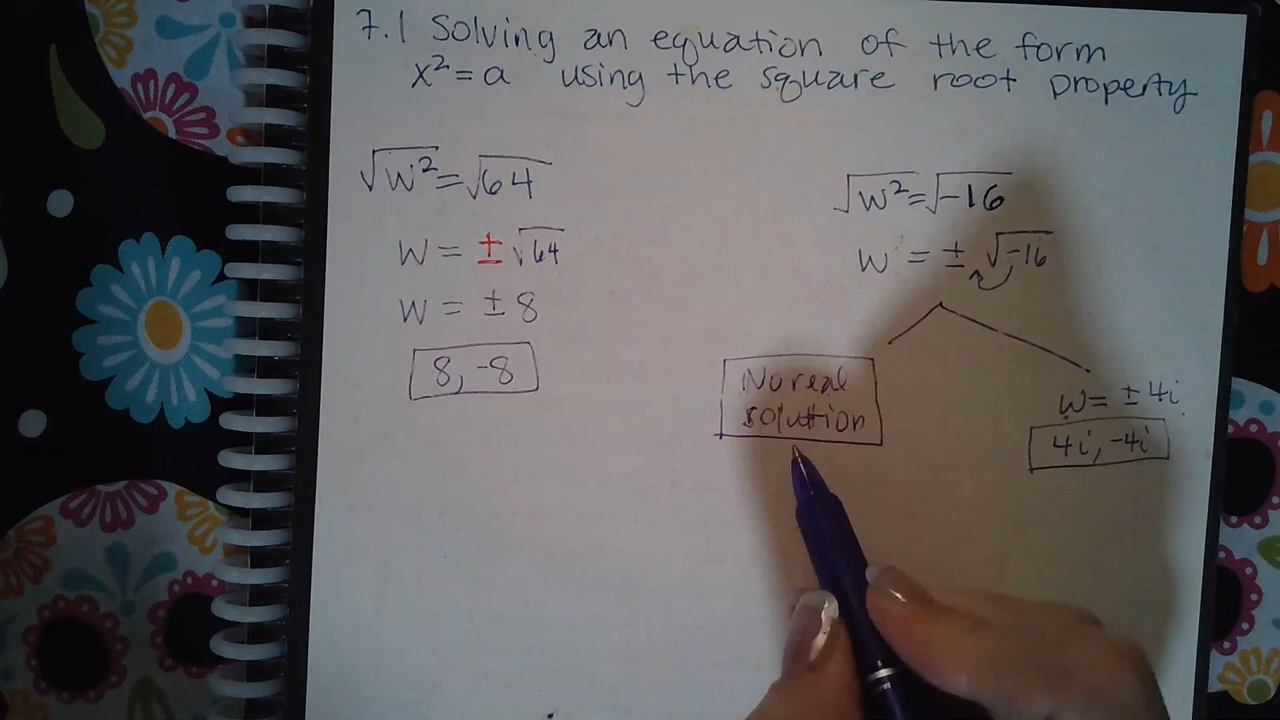 7.1 Solving an equation of the form
x² = a using the square root property
√w² = √64
w = ± √64
w = ± 8
8, -8
√w² = √-16
w = ± √-16
No real
solution
w = ± 4i
4i, -4i